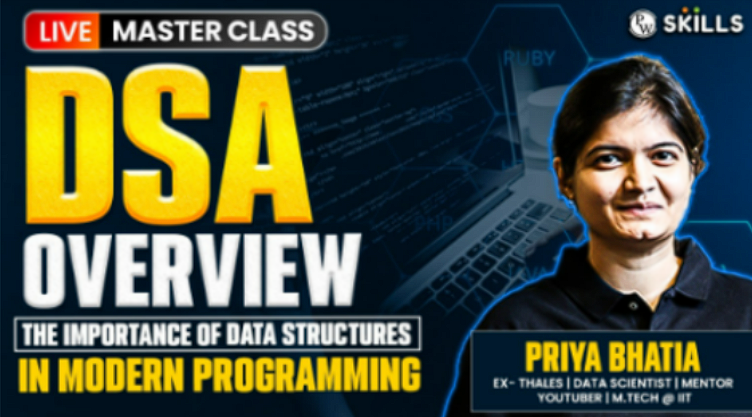 LIVE MASTER CLASS
PW SKILLS
DSA
OVERVIEW
THE IMPORTANCE OF DATA STRUCTURES
IN MODERN PROGRAMMING
RUBY
PHP
PRIYA BHATIA
EX- THALES | DATA SCIENTIST | MENTOR
YOUTUBER | M.TECH @ IIT